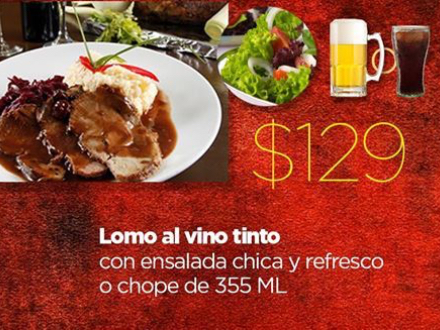 o
$129
Lomo al vino tinto
con ensalada chica y refresco
o chope de 355 ML